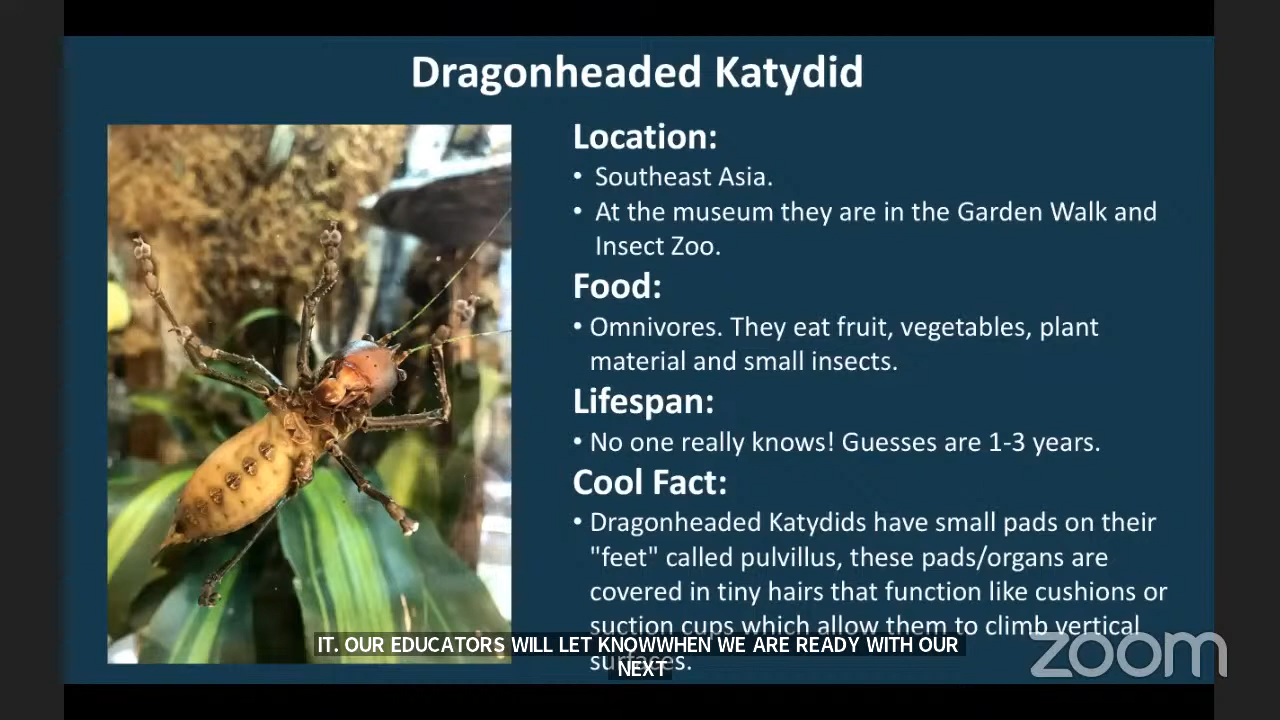 Dragonheaded Katydid
Location:
• Southeast Asia.
• At the museum they are in the Garden Walk and
Insect Zoo.
Food:
• Omnivores. They eat fruit, vegetables, plant
material and small insects.
Lifespan:
• No one really knows! Guesses are 1-3 years.
Cool Fact:
• Dragonheaded Katydids have small pads on their
"feet" called pulvillus, these pads/organs are
covered in tiny hairs that function like cushions or
suction cups which allow them to climb vertical
surfaces.
IT. OUR EDUCATORS WILL LET KNOWWHEN WE ARE READY WITH OUR
NEXT
zoom